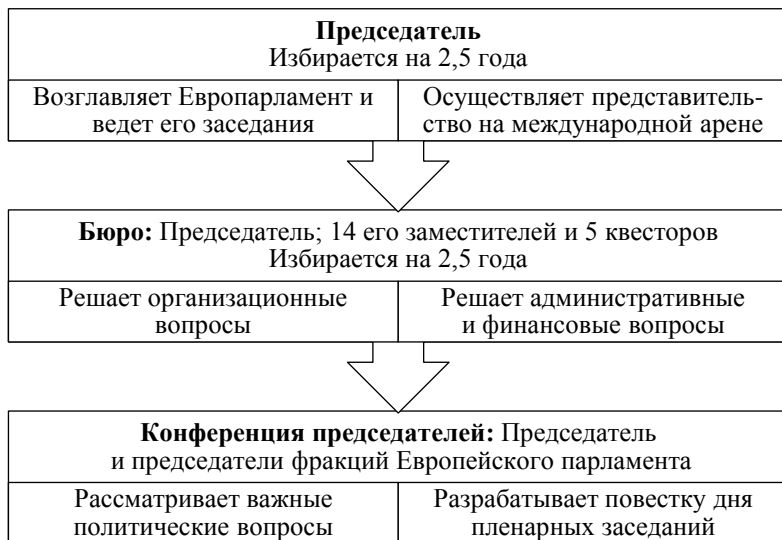 Председатель
Избирается на 2,5 года
Возглавляет Европарламент и
ведет его заседания
Осуществляет представитель-
ство на международной арене
Бюро: Председатель; 14 его заместителей и 5 квесторов
Избирается на 2,5 года
Решает организационные
вопросы
Решает административные
и финансовые вопросы
Конференция председателей: Председатель
и председатели фракций Европейского парламента
Рассматривает важные
политические вопросы
Разрабатывает повестку дня
пленарных заседаний